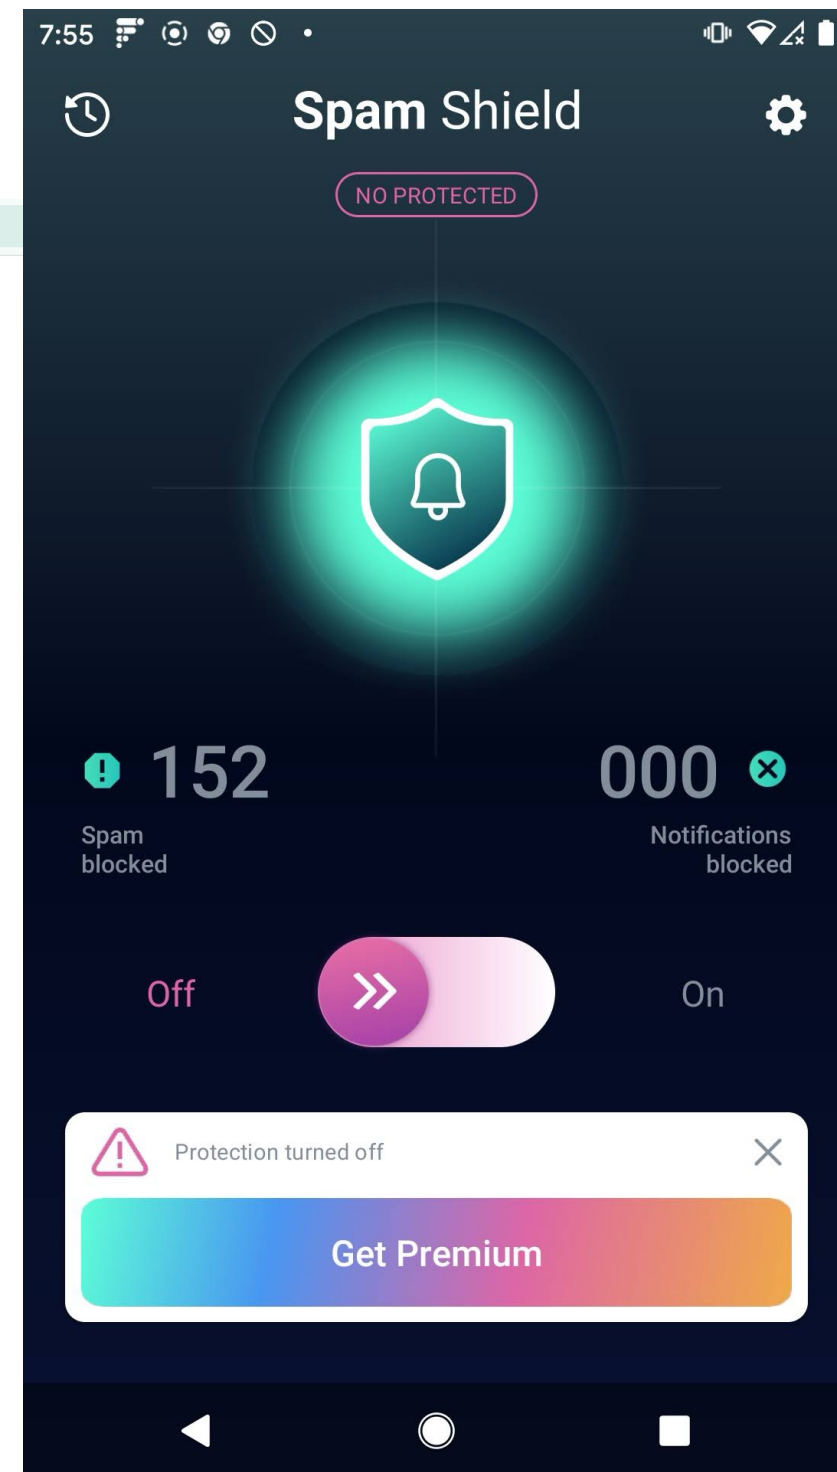 7:55
Spam Shield
NO PROTECTED
152
000
Spam
blocked
Notifications
blocked
Off
On
Protection turned off
Get Premium